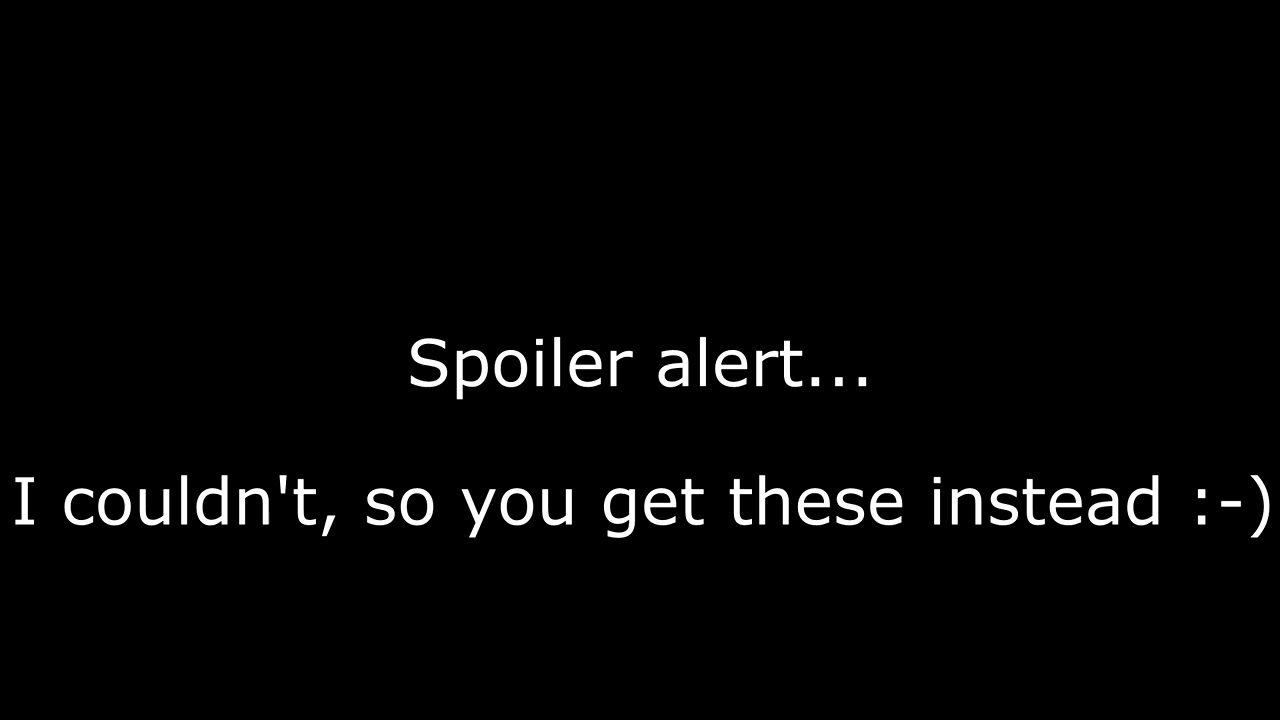 Spoiler alert...
I couldn't, so you get these instead :-)